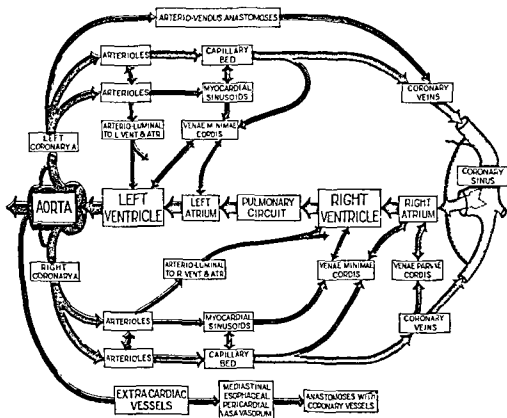 ARTERIO-VENOUS ANASTOMOSES
ARTERIOLES
CAPILLARY
BED
ARTERIOLES
MYOCARDIAL
SINUSOIDS
CORONARY
VEINS
ARTERIO-LUMINAL
TO L VENT & ATR
VENAE MINIMAE
CORDIS
LEFT
CORONARY A.
CORONARY
SINUS
AORTA
LEFT
VENTRICLE
LEFT
ATRIUM
PULMONARY
CIRCUIT
RIGHT
VENTRICLE
RIGHT
ATRIUM
RIGHT
CORONARY A.
ARTERIO-LUMINAL
TO R VENT & ATR
VENAE MINIMAE
CORDIS
VENAE PARVAE
CORDIS
ARTERIOLES
MYOCARDIAL
SINUSOIDS
CORONARY
VEINS
ARTERIOLES
CAPILLARY
BED
EXTRACARDIAC
VESSELS
MEDIASTINAL
ESOPHAGEAL
PERICARDIAL
VASA VASORUM
ANASTOMOSES WITH
CORONARY VESSELS